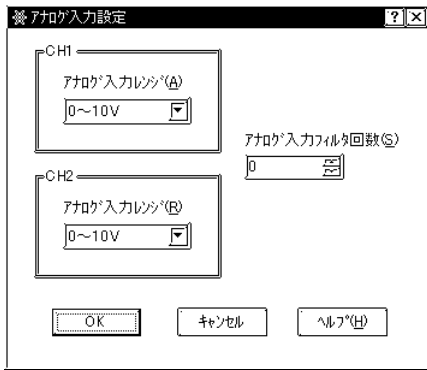 ｱﾅﾛｸﾞ入力設定
CH1
ｱﾅﾛｸﾞ入力ﾚﾝｼﾞ(A)
0～10V
ｱﾅﾛｸﾞ入力ﾌｨﾙﾀ回数(S)
0
CH2
ｱﾅﾛｸﾞ入力ﾚﾝｼﾞ(R)
0～10V
OK
ｷｬﾝｾﾙ
ﾍﾙﾌﾟ(H)